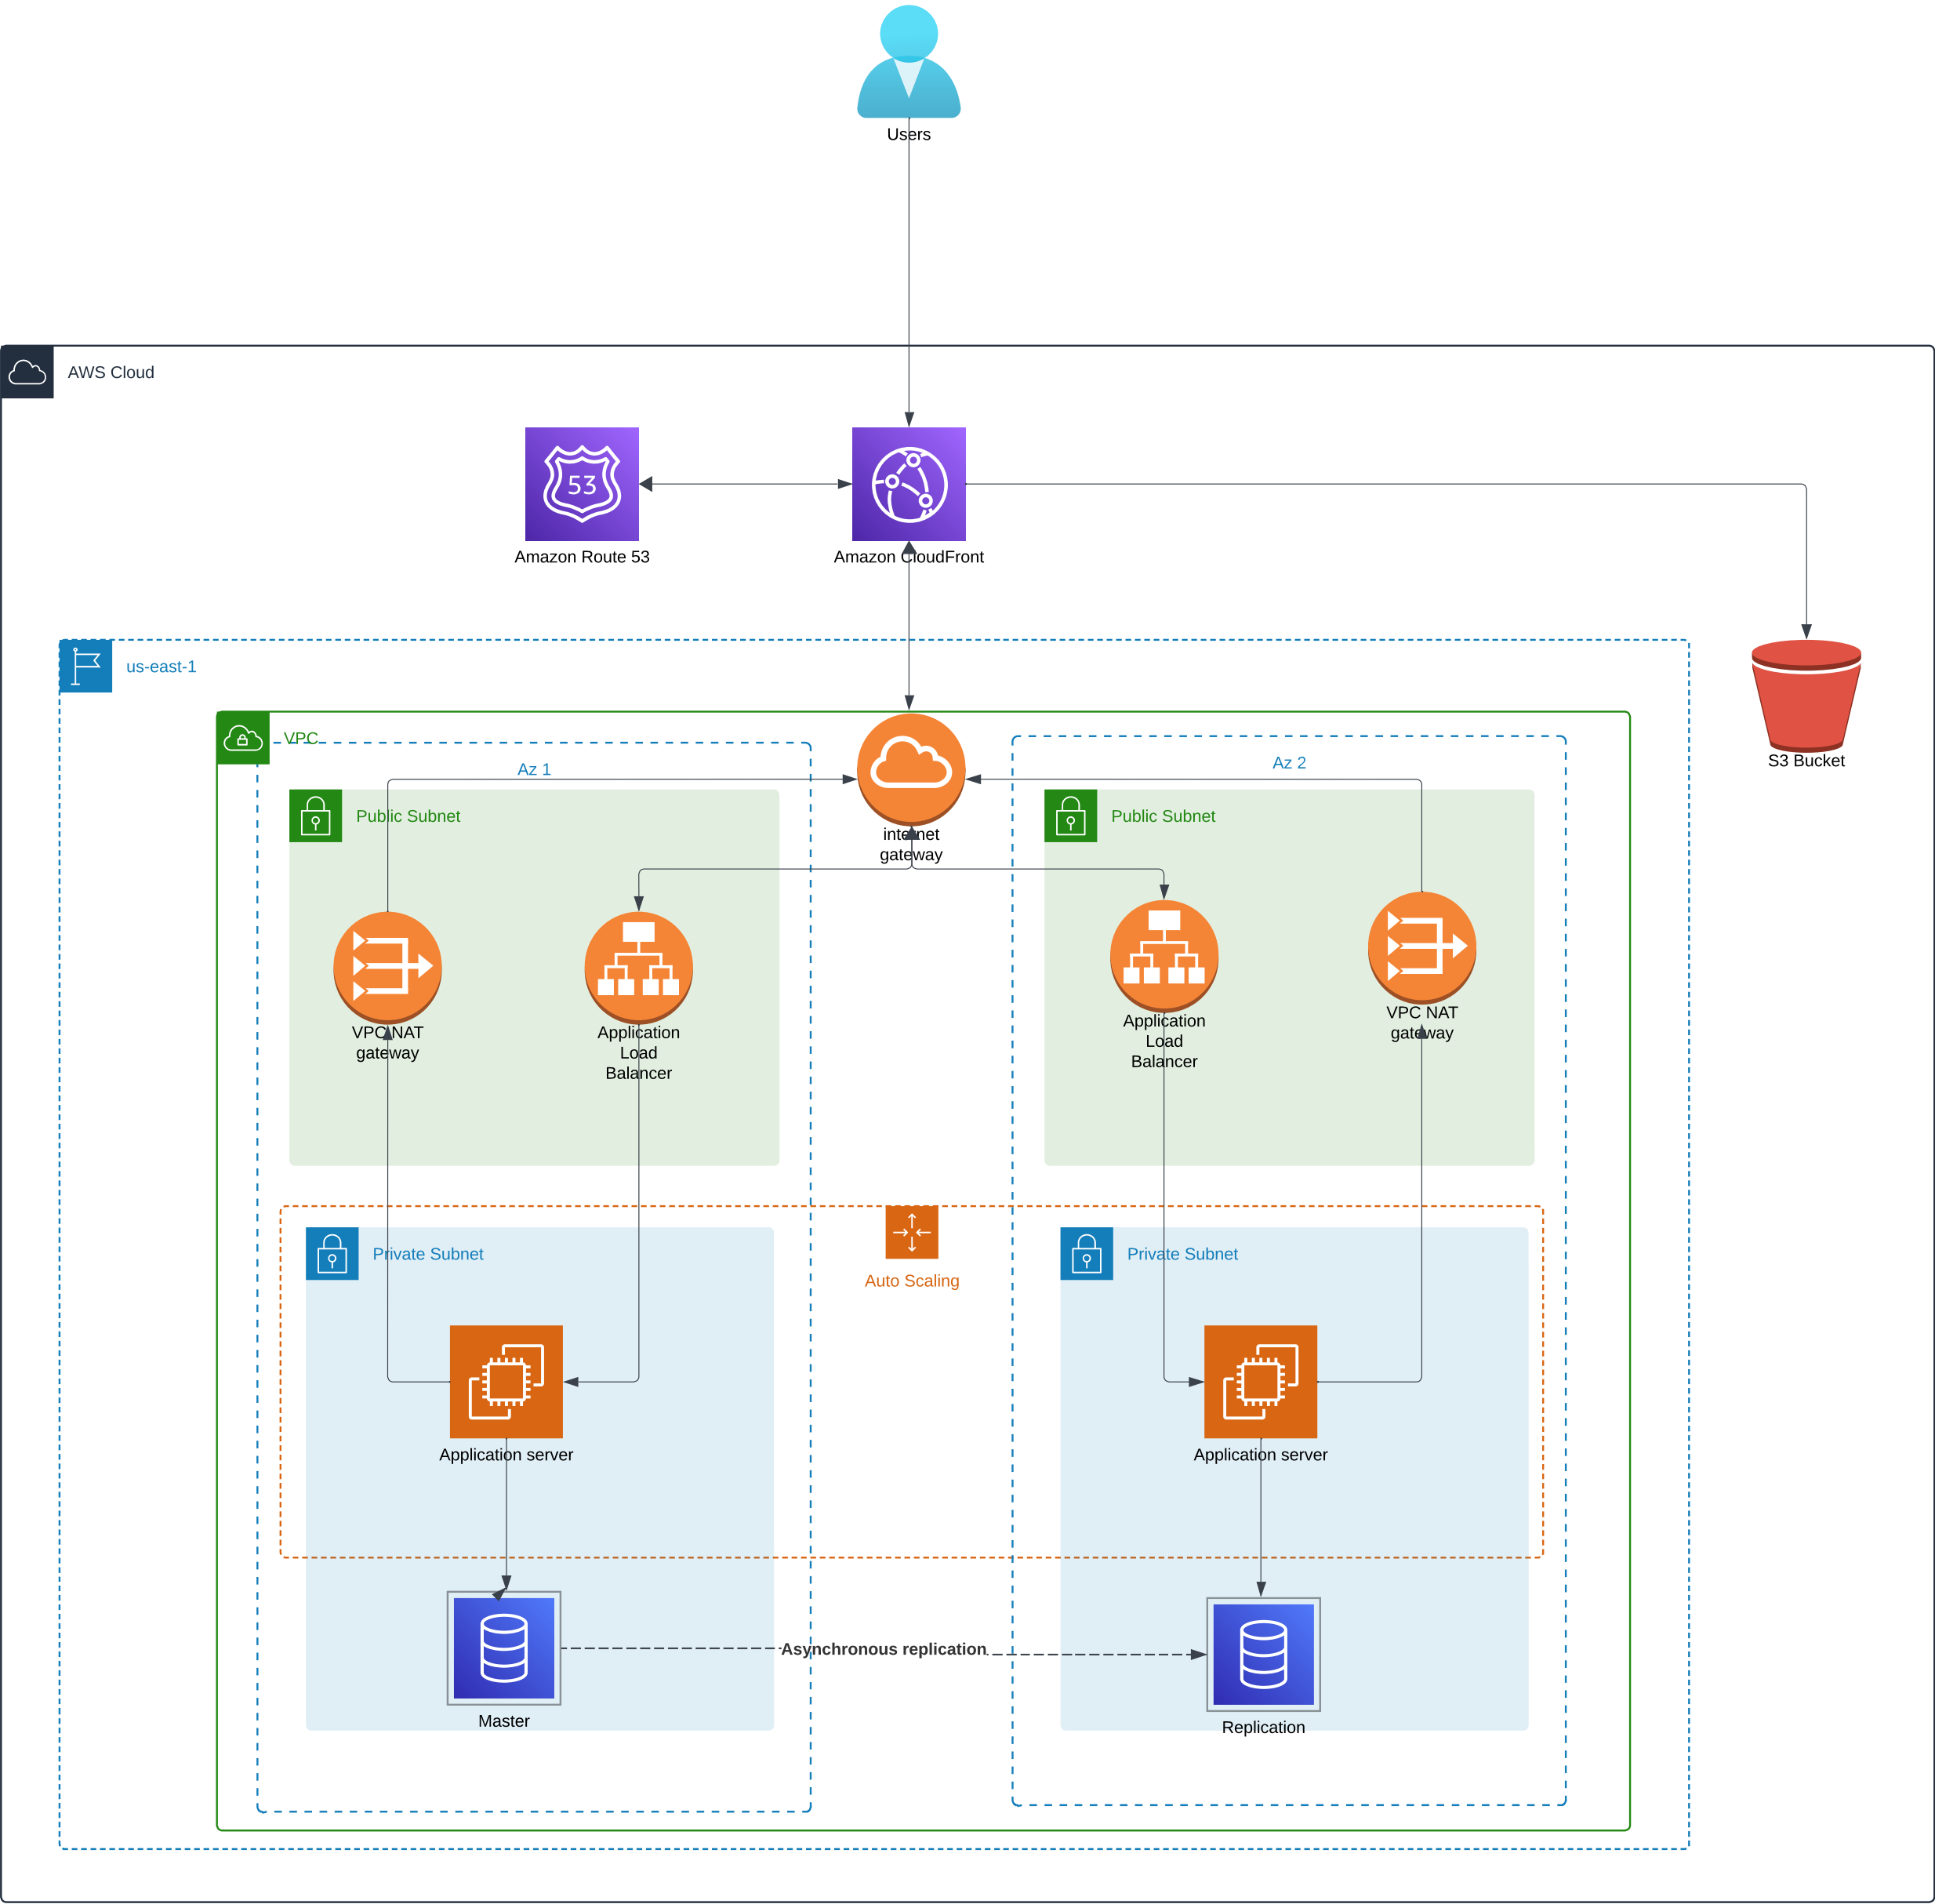 Users
AWS Cloud
53
Amazon Route 53
Amazon CloudFront
us-east-1
S3 Bucket
VPC
Az 1
Az 2
internet
gateway
Public Subnet
Public Subnet
VPC NAT
gateway
Application
Load
Balancer
Application
Load
Balancer
VPC NAT
gateway
Auto Scaling
Private Subnet
Private Subnet
Application server
Application server
Asynchronous replication
Master
Replication